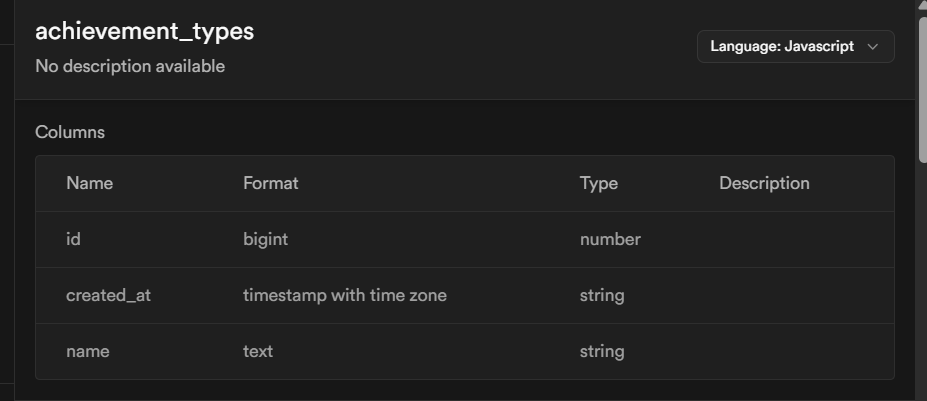 achievement_types
Language: Javascript
No description available
Columns
Name Format Type Description
id bigint number
created_at timestamp with time zone string
name text string